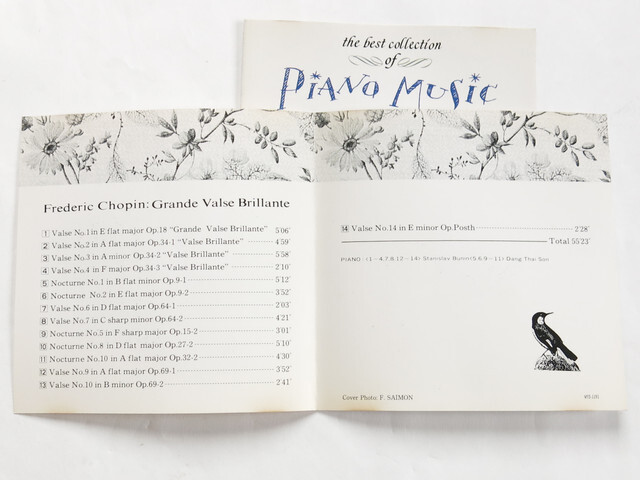 the best collection
of
PIANO MUSIC
Frederic Chopin: Grande Valse Brillante
1 Valse No.1 in E flat major Op.18 "Grande Valse Brillante" 5'06"
2 Valse No.2 in A flat major Op.34-1 "Valse Brillante" 4'59"
3 Valse No.3 in A minor Op.34-2 "Valse Brillante" 5'58"
4 Valse No.4 in F major Op.34-3 "Valse Brillante" 2'10"
5 Nocturne No.1 in B flat minor Op.9-1 5'12"
6 Nocturne No.2 in E flat major Op.9-2 3'52"
7 Valse No.6 in D flat major Op.64-1 2'03"
8 Valse No.7 in C sharp minor Op.64-2 4'21"
9 Nocturne No.5 in F sharp major Op.15-2 3'01"
10 Nocturne No.8 in D flat major Op.27-2 5'10"
11 Nocturne No.10 in A flat major Op.32-2 4'30"
12 Valse No.9 in A flat major Op.69-1 3'52"
13 Valse No.10 in B minor Op.69-2 2'41"
14 Valse No.14 in E minor Op.Posth 2'28"
Total 55'23"
PIANO: (1-4.7.8.12-14) Stanislav Bunin (5.6.9-11) Dang Thai Son
Cover Photo: F. SAIMON